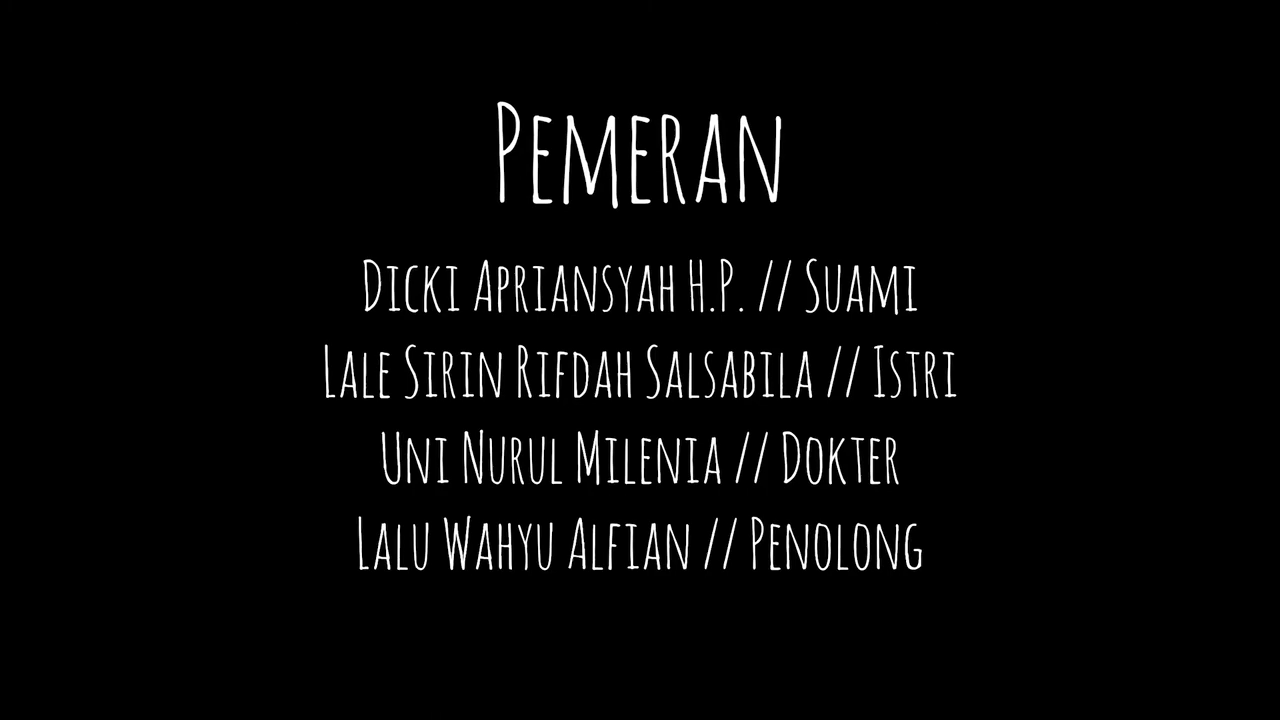 Pemeran
Dicki Apriansyah H.P. // Suami
Lale Sirin Rifdah Salsabila // Istri
Uni Nurul Milenia // Dokter
Lalu Wahyu Alfian // Penolong